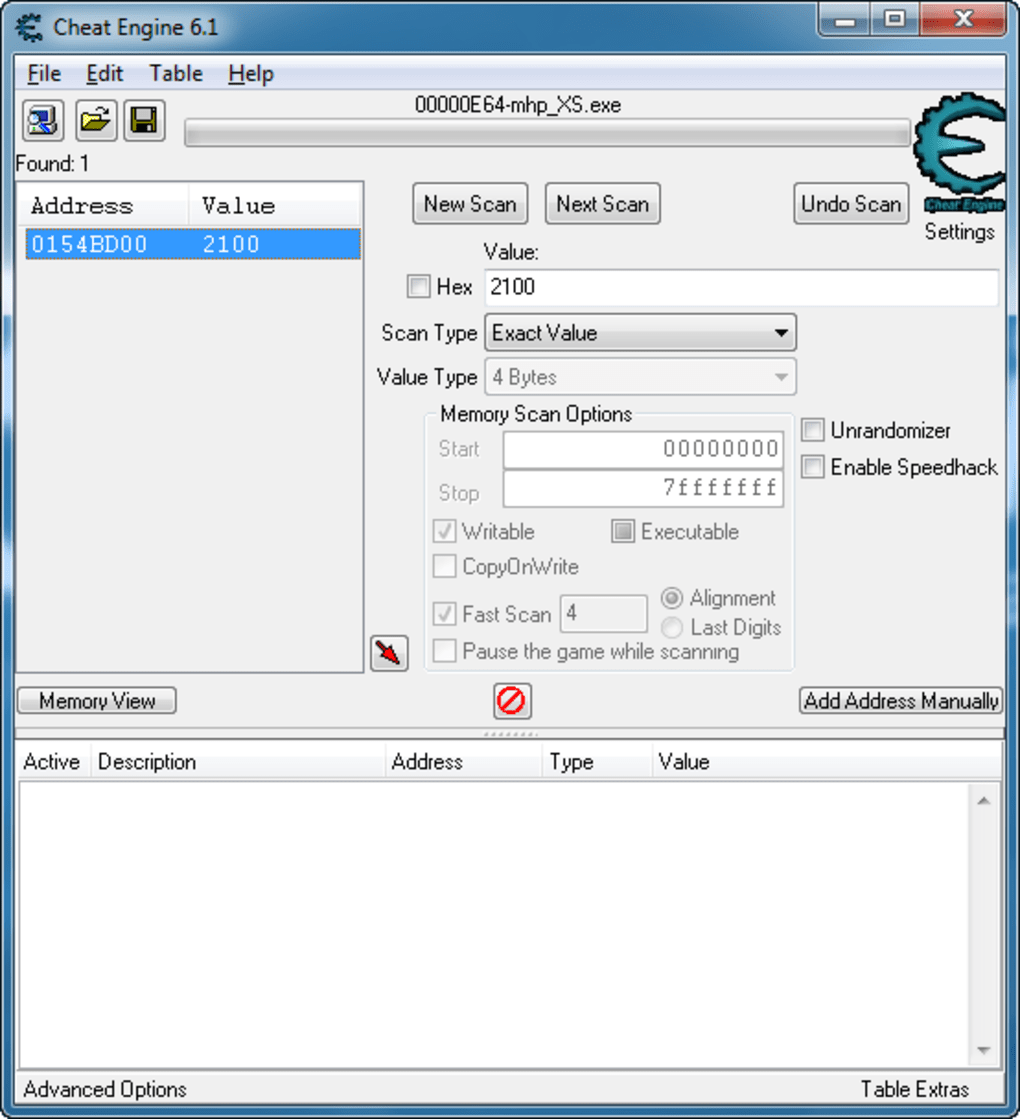 Cheat Engine 6.1
File Edit Table Help
00000E64-mhp_XS.exe
Found: 1
Address Value
0154BD00 2100
New Scan Next Scan Undo Scan
Cheat Engine
Settings
Value:
Hex 2100
Scan Type Exact Value
Value Type 4 Bytes
Memory Scan Options
Start 00000000
Stop 7fffffff
Writable Executable
CopyOnWrite
Fast Scan 4 Alignment
Last Digits
Pause the game while scanning
Unrandomizer
Enable Speedhack
Memory View Add Address Manually
Active Description Address Type Value
Advanced Options Table Extras